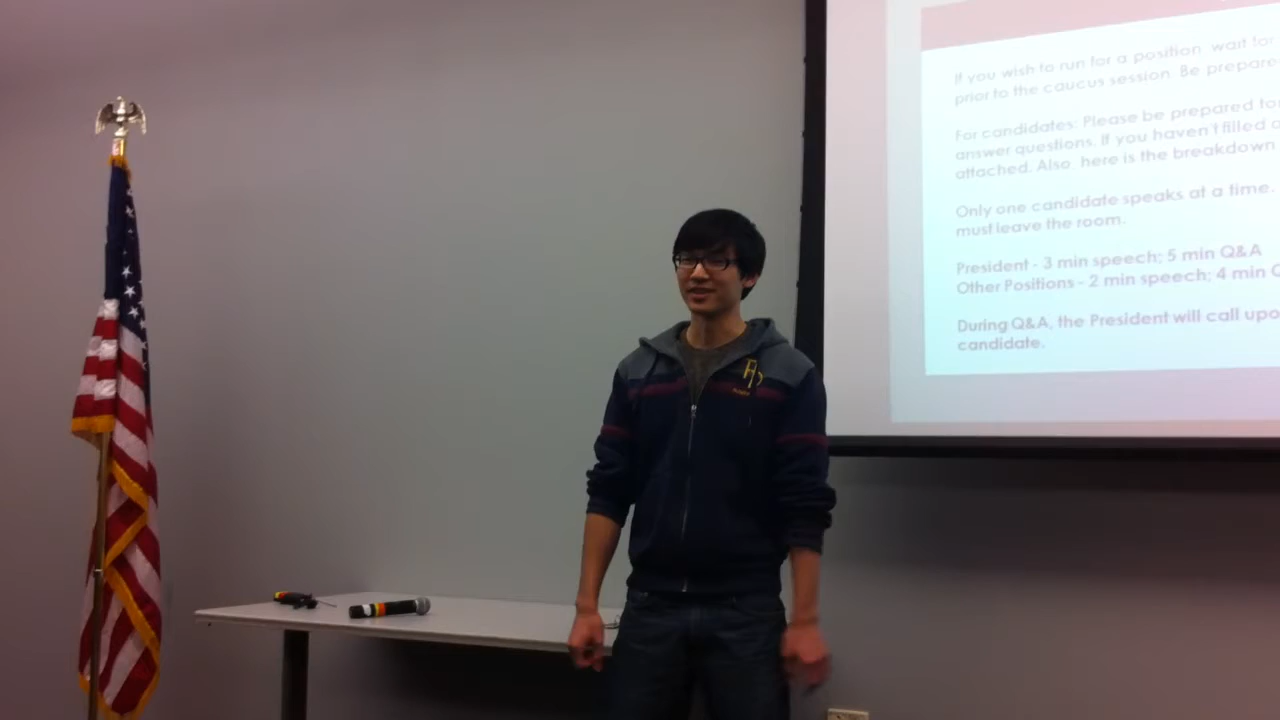 If you wish to run for a position, wait for
prior to the caucus session. Be prepare
For candidates: Please be prepared for
answer questions. If you haven't filled a
attached. Also, here is the breakdown
Only one candidate speaks at a time.
must leave the room.
President - 3 min speech; 5 min Q&A
Other Positions - 2 min speech; 4 min Q
During Q&A, the President will call upo
candidate.